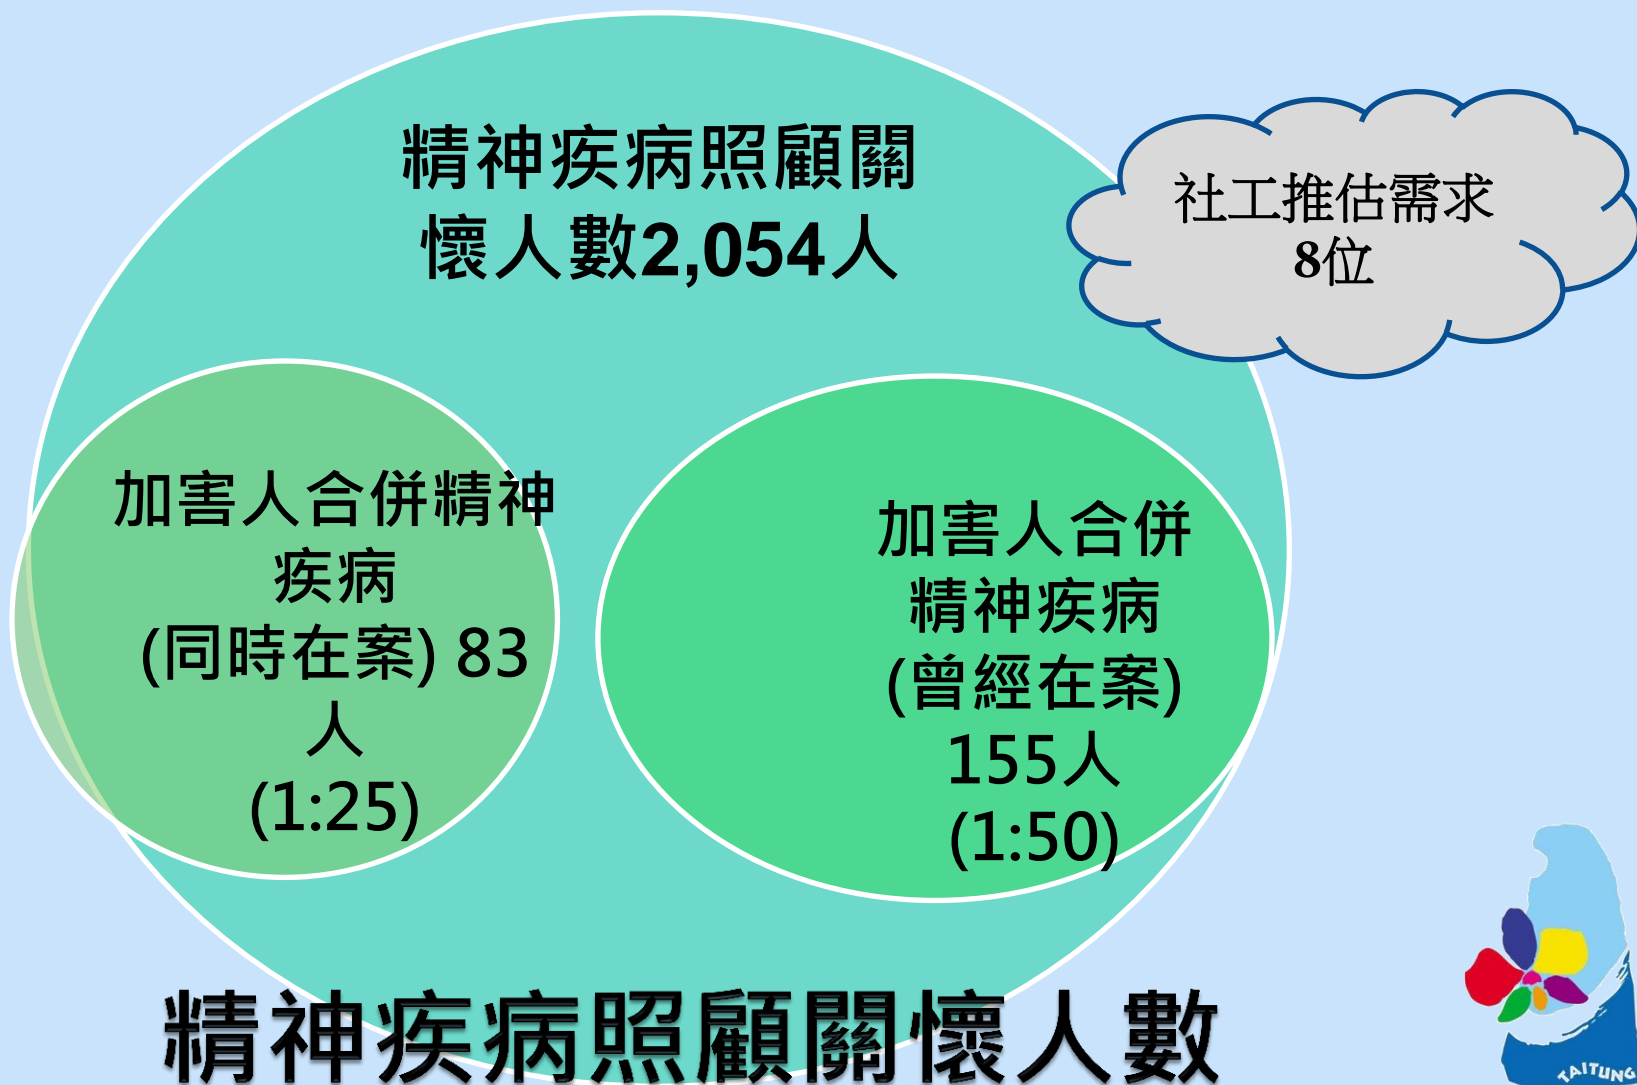 精神疾病照顧關
懷人數2,054人
社工推估需求
8位
加害人合併精神
疾病
(同時在案) 83
人
(1:25)
加害人合併
精神疾病
(曾經在案)
155人
(1:50)
精神疾病照顧關懷人數
TAITUNG